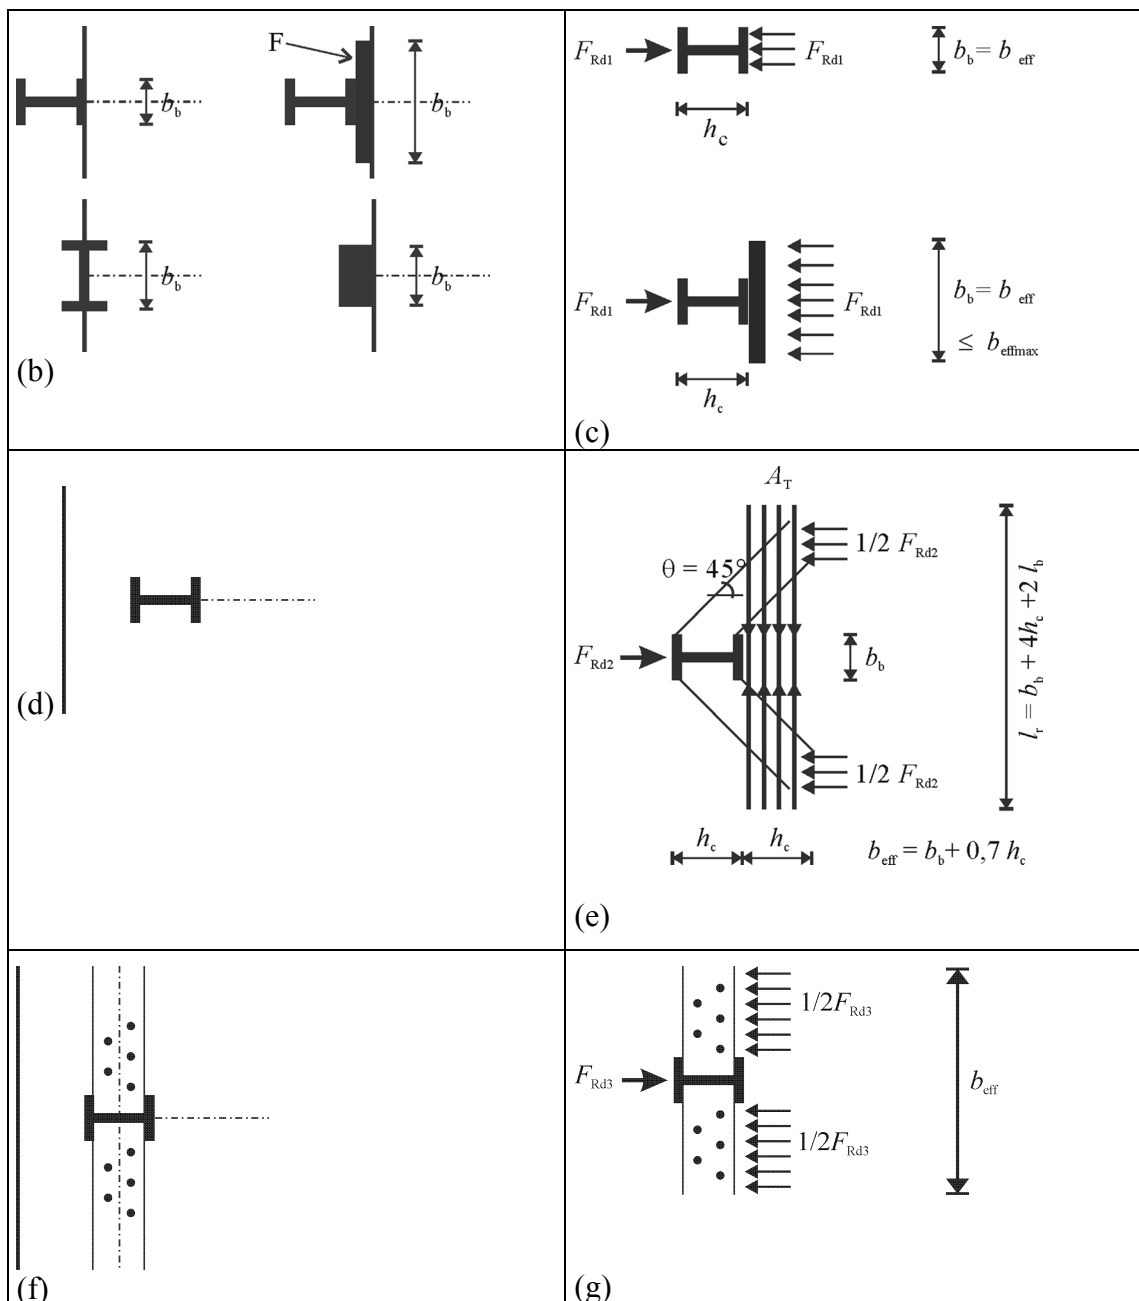 F
b_b
b_b
b_b
b_b
(b)
F_Rd1
F_Rd1
b_b = b_eff
h_c
F_Rd1
F_Rd1
b_b = b_eff
≤ b_effmax
h_c
(c)
(d)
A_T
1/2 F_Rd2
θ = 45°
F_Rd2
b_b
l_r = b_b + 4h_c + 2 l_b
1/2 F_Rd2
h_c
h_c
b_eff = b_b + 0,7 h_c
(e)
(f)
1/2F_Rd3
F_Rd3
b_eff
1/2F_Rd3
(g)